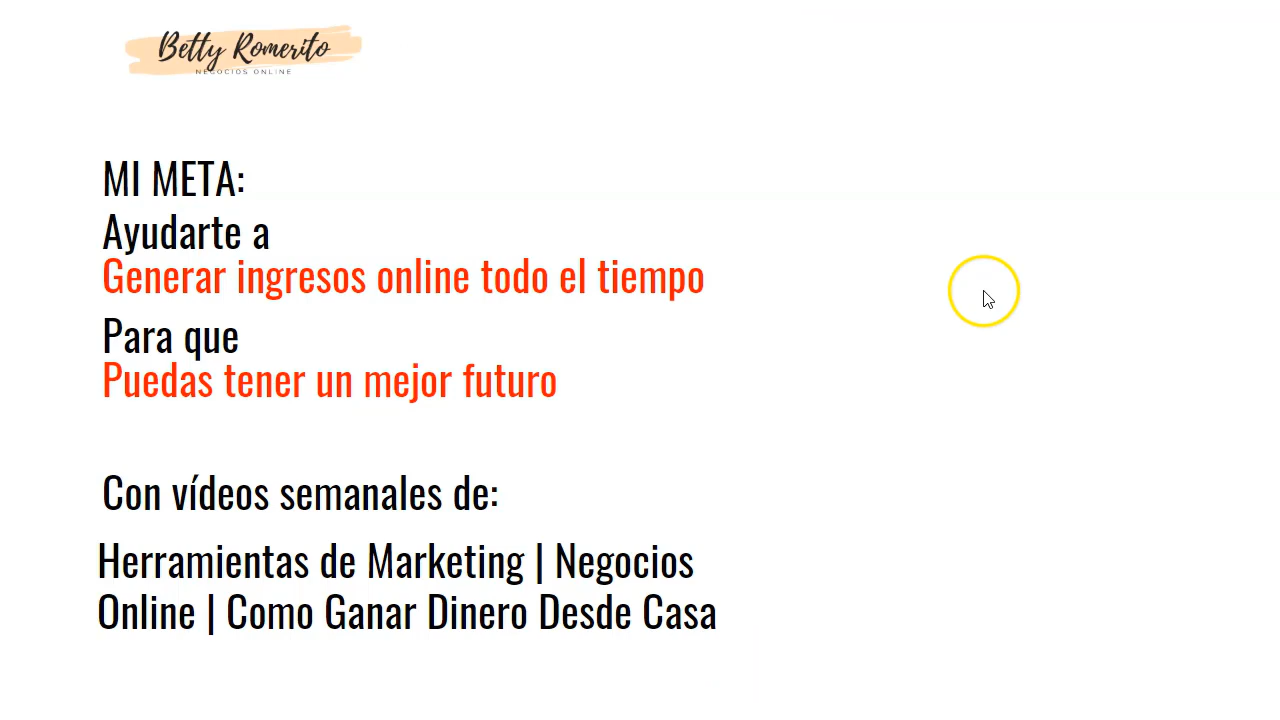 Betty Romerito
NEGOCIOS ONLINE
MI META:
Ayudarte a
Generar ingresos online todo el tiempo
Para que
Puedas tener un mejor futuro
Con vídeos semanales de:
Herramientas de Marketing | Negocios
Online | Como Ganar Dinero Desde Casa